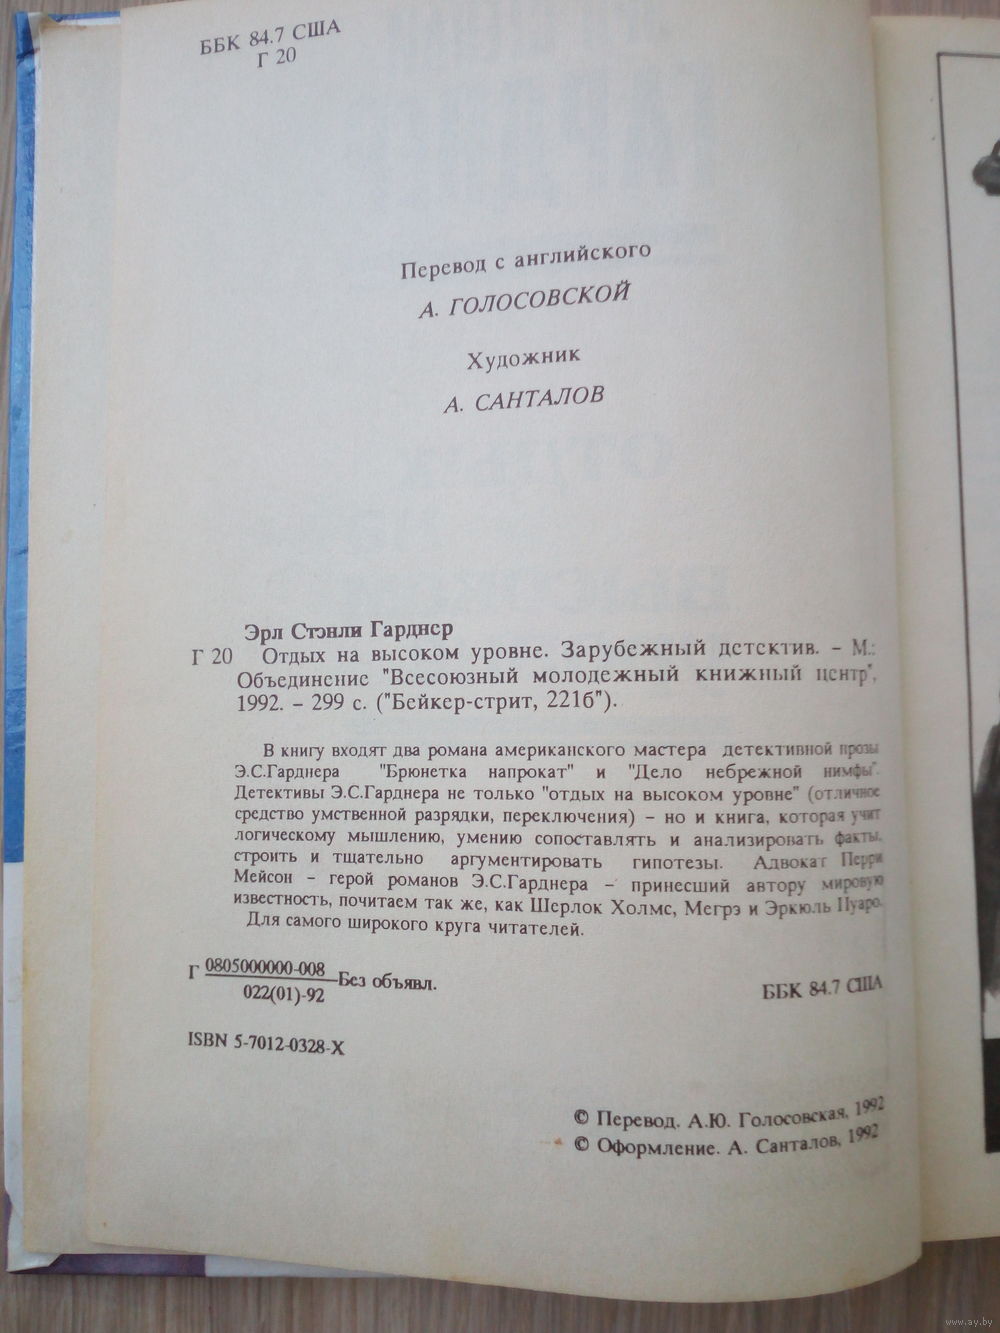 ББК 84.7 США
Г 20
Перевод с английского
А. ГОЛОСОВСКОЙ
Художник
А. САНТАЛОВ
Эрл Стэнли Гарднер
Г 20 Отдых на высоком уровне. Зарубежный детектив. – М.:
Объединение "Всесоюзный молодежный книжный центр",
1992. – 299 с. ("Бейкер-стрит, 221б").
В книгу входят два романа американского мастера детективной прозы
Э.С.Гарднера "Брюнетка напрокат" и "Дело небрежной нимфы".
Детективы Э.С.Гарднера не только "отдых на высоком уровне" (отличное
средство умственной разрядки, переключения) – но и книга, которая учит
логическому мышлению, умению сопоставлять и анализировать факты,
строить и тщательно аргументировать гипотезы. Адвокат Перри
Мейсон – герой романов Э.С.Гарднера – принесший автору мировую
известность, почитаем так же, как Шерлок Холмс, Мегрэ и Эркюль Пуаро.
Для самого широкого круга читателей.
Г 0805000000-008 Без объявл.
022(01)-92
ББК 84.7 США
ISBN 5-7012-0328-X
© Перевод. А.Ю. Голосовская, 1992
© Оформление. А. Санталов, 1992
www.ay.by